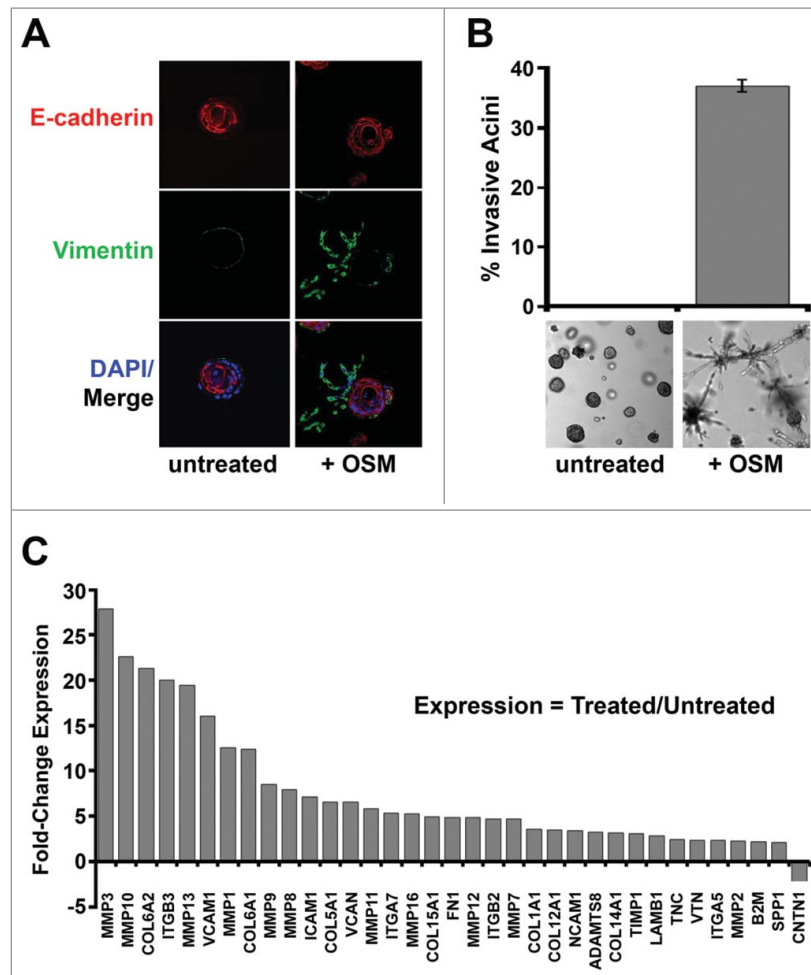 A
E-cadherin
Vimentin
DAPI/
Merge
untreated
+ OSM
B
% Invasive Acini
40
30
20
10
0
untreated
+ OSM
C
Fold-Change Expression
30
25
20
15
10
5
0
-5
Expression = Treated/Untreated
MMP3
MMP10
COL6A2
ITGB3
MMP13
VCAM1
MMP1
COL6A1
MMP9
MMP8
ICAM1
COL5A1
VCAN
MMP11
ITGA7
MMP16
COL15A1
FN1
MMP12
ITGB2
MMP7
COL1A1
COL12A1
NCAM1
ADAMTS8
COL14A1
TIMP1
LAMB1
TNC
VTN
ITGA5
MMP2
B2M
SPP1
CNTN1